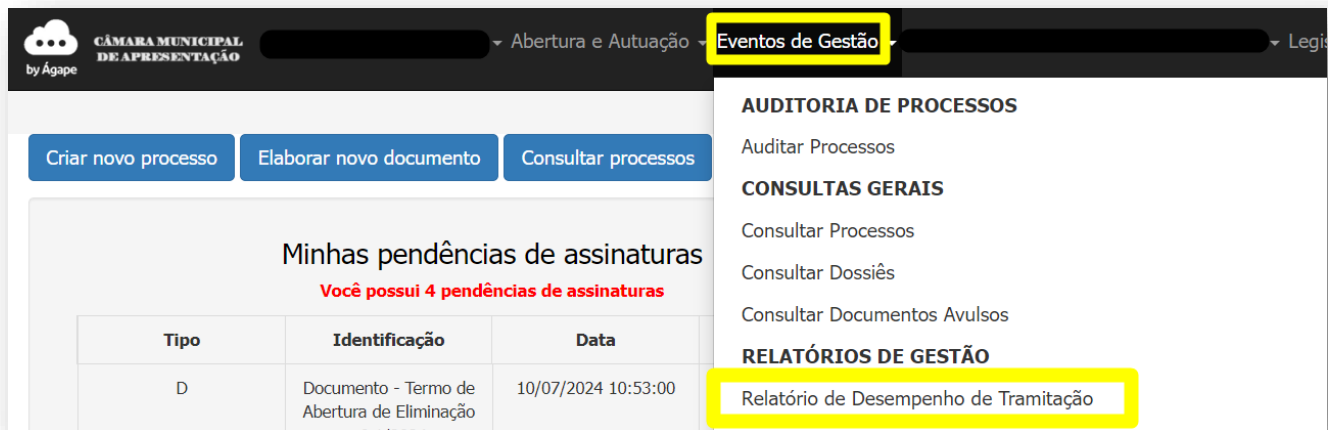 CÂMARA MUNICIPAL
DE APRESENTAÇÃO
by Ágape
Abertura e Autuação
Eventos de Gestão
Legis
AUDITORIA DE PROCESSOS
Auditar Processos
CONSULTAS GERAIS
Consultar Processos
Consultar Dossiês
Consultar Documentos Avulsos
RELATÓRIOS DE GESTÃO
Relatório de Desempenho de Tramitação
Criar novo processo
Elaborar novo documento
Consultar processos
Minhas pendências de assinaturas
Você possui 4 pendências de assinaturas
Tipo Identificação Data
D Documento - Termo de 10/07/2024 10:53:00
Abertura de Eliminação